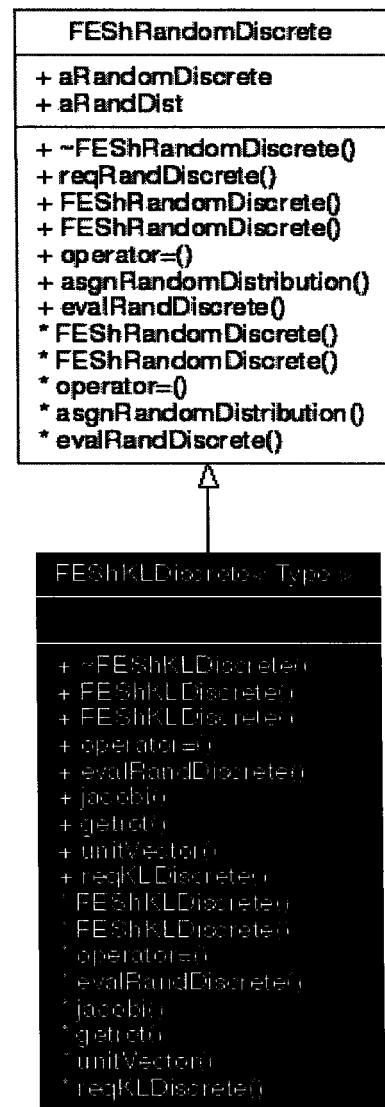 FEShRandomDiscrete
+ aRandomDiscrete
+ aRandDist
+ ~FEShRandomDiscrete()
+ reqRandDiscrete()
+ FEShRandomDiscrete()
+ FEShRandomDiscrete()
+ operator=()
+ asgnRandomDistribution()
+ evalRandDiscrete()
* FEShRandomDiscrete()
* FEShRandomDiscrete()
* operator=()
* asgnRandomDistribution()
* evalRandDiscrete()
FEShKLDiscrete< Type >
+ ~FEShKLDiscrete()
+ FEShKLDiscrete()
+ FEShKLDiscrete()
+ operator=()
+ evalRandDiscrete()
+ jacobi()
+ getrot()
+ unitVector()
+ reqKLDiscrete()
* FEShKLDiscrete()
* FEShKLDiscrete()
* operator=()
* evalRandDiscrete()
* jacobi()
* getrot()
* unitVector()
* reqKLDiscrete()